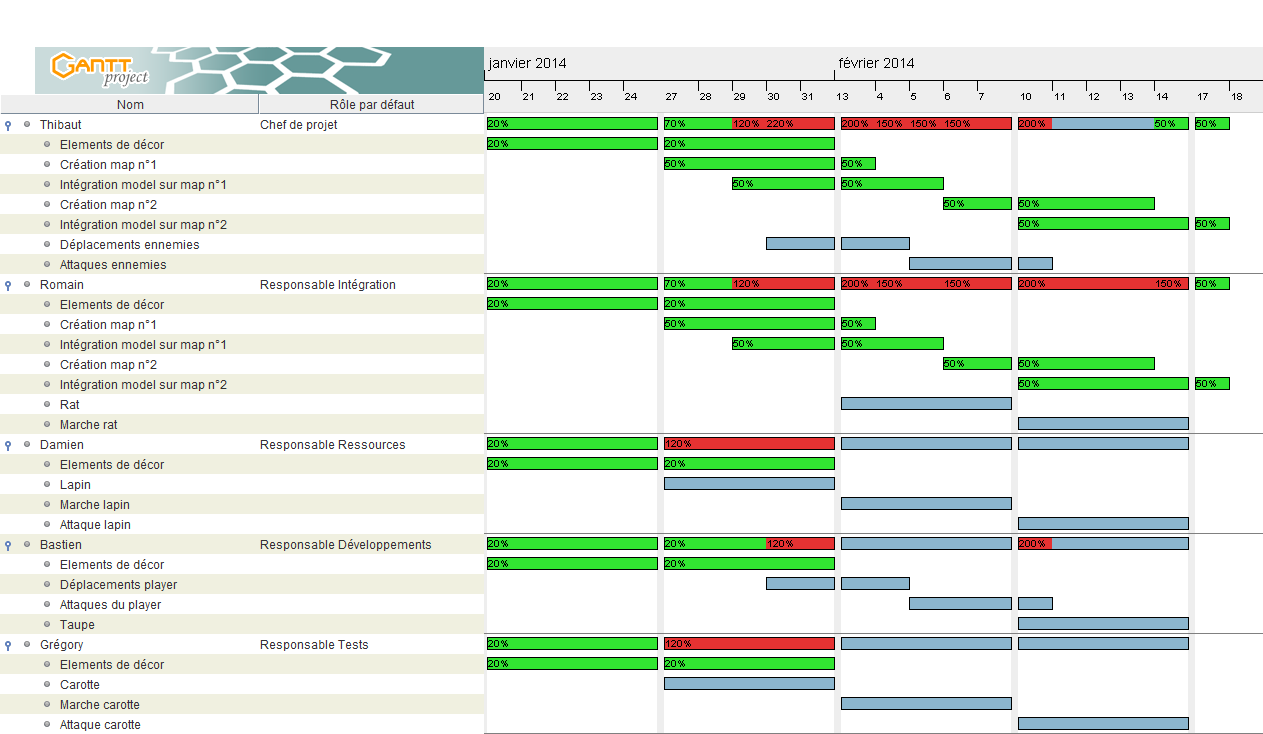 GANTT project
janvier 2014 février 2014
20 21 22 23 24 27 28 29 30 31 13 4 5 6 7 10 11 12 13 14 17 18
Nom Rôle par défaut
Thibaut Chef de projet 20% 70% 120% 220% 200% 150% 150% 150% 200% 50% 50%
Elements de décor 20% 20%
Création map n°1 50% 50%
Intégration model sur map n°1 50% 50%
Création map n°2 50% 50%
Intégration model sur map n°2 50% 50%
Déplacements ennemies
Attaques ennemies
Romain Responsable Intégration 20% 70% 120% 200% 150% 150% 200% 150% 50%
Elements de décor 20% 20%
Création map n°1 50% 50%
Intégration model sur map n°1 50% 50%
Création map n°2 50% 50%
Intégration model sur map n°2 50% 50%
Rat
Marche rat
Damien Responsable Ressources 20% 120%
Elements de décor 20% 20%
Lapin
Marche lapin
Attaque lapin
Bastien Responsable Développements 20% 20% 120% 200%
Elements de décor 20% 20%
Déplacements player
Attaques du player
Taupe
Grégory Responsable Tests 20% 120%
Elements de décor 20% 20%
Carotte
Marche carotte
Attaque carotte